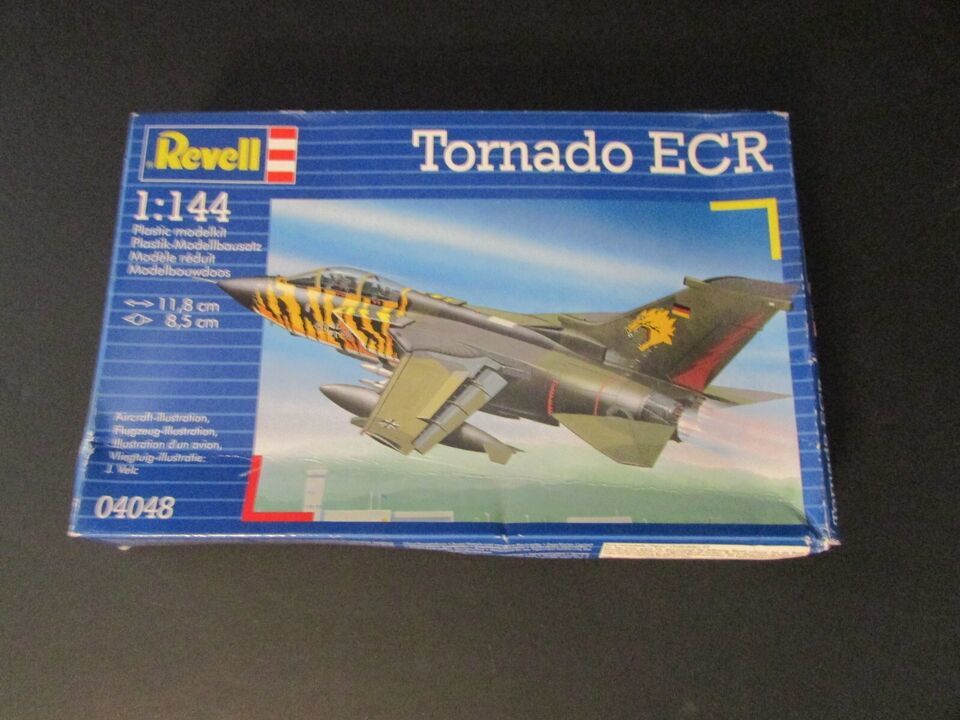 Revell
Tornado ECR
1:144
Plastic modelkit
Plastik-Modellbausatz
Modèle réduit
Modelbouwdoos
11,8 cm
8,5 cm
Aircraft-illustration,
Flugzeug-Illustration,
Illustration d'un avion,
Vliegtuig-illustratie:
J. Velc
04048